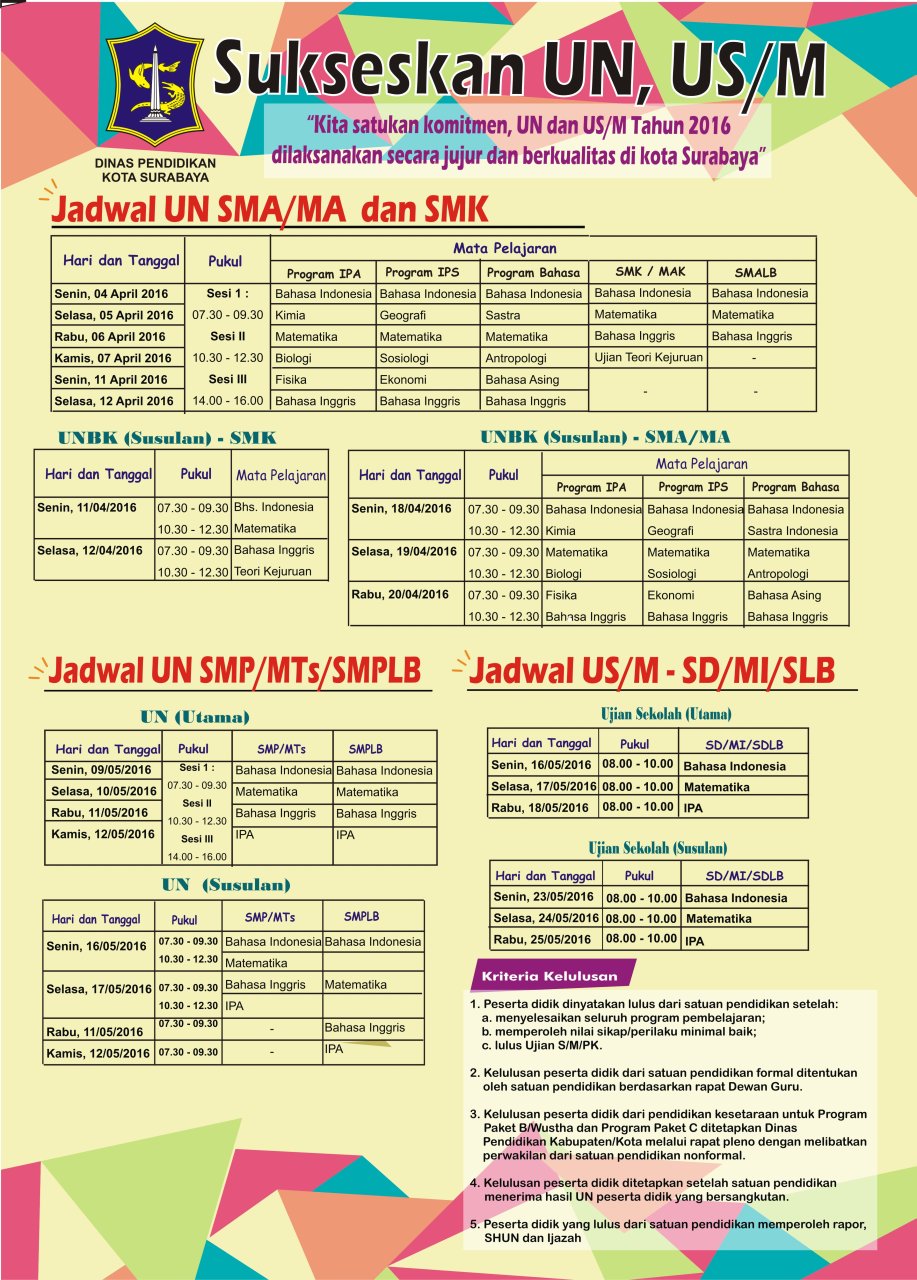 Sukseskan UN, US/M
"Kita satukan komitmen, UN dan US/M Tahun 2016
dilaksanakan secara jujur dan berkualitas di kota Surabaya"
DINAS PENDIDIKAN
KOTA SURABAYA
Jadwal UN SMA/MA dan SMK
Hari dan Tanggal Pukul Mata Pelajaran
Program IPA Program IPS Program Bahasa SMK / MAK SMALB
Senin, 04 April 2016 Sesi 1 : Bahasa Indonesia Bahasa Indonesia Bahasa Indonesia Bahasa Indonesia Bahasa Indonesia
Selasa, 05 April 2016 07.30 - 09.30 Kimia Geografi Sastra Matematika Matematika
Rabu, 06 April 2016 Sesi II Matematika Matematika Matematika Bahasa Inggris Bahasa Inggris
Kamis, 07 April 2016 10.30 - 12.30 Biologi Sosiologi Antropologi Ujian Teori Kejuruan -
Senin, 11 April 2016 Sesi III Fisika Ekonomi Bahasa Asing - -
Selasa, 12 April 2016 14.00 - 16.00 Bahasa Inggris Bahasa Inggris Bahasa Inggris
UNBK (Susulan) - SMK
Hari dan Tanggal Pukul Mata Pelajaran
Senin, 11/04/2016 07.30 - 09.30 Bhs. Indonesia
10.30 - 12.30 Matematika
Selasa, 12/04/2016 07.30 - 09.30 Bahasa Inggris
10.30 - 12.30 Teori Kejuruan
UNBK (Susulan) - SMA/MA
Hari dan Tanggal Pukul Mata Pelajaran
Program IPA Program IPS Program Bahasa
Senin, 18/04/2016 07.30 - 09.30 Bahasa Indonesia Bahasa Indonesia Bahasa Indonesia
10.30 - 12.30 Kimia Geografi Sastra Indonesia
Selasa, 19/04/2016 07.30 - 09.30 Matematika Matematika Matematika
10.30 - 12.30 Biologi Sosiologi Antropologi
Rabu, 20/04/2016 07.30 - 09.30 Fisika Ekonomi Bahasa Asing
10.30 - 12.30 Bahasa Inggris Bahasa Inggris Bahasa Inggris
Jadwal UN SMP/MTs/SMPLB
UN (Utama)
Hari dan Tanggal Pukul SMP/MTs SMPLB
Senin, 09/05/2016 Sesi 1 : Bahasa Indonesia Bahasa Indonesia
Selasa, 10/05/2016 07.30 - 09.30 Matematika Matematika
Rabu, 11/05/2016 Sesi II Bahasa Inggris Bahasa Inggris
10.30 - 12.30
Kamis, 12/05/2016 Sesi III IPA IPA
14.00 - 16.00
UN (Susulan)
Hari dan Tanggal Pukul SMP/MTs SMPLB
Senin, 16/05/2016 07.30 - 09.30 Bahasa Indonesia Bahasa Indonesia
10.30 - 12.30 Matematika
Selasa, 17/05/2016 07.30 - 09.30 Bahasa Inggris Matematika
10.30 - 12.30 IPA
Rabu, 11/05/2016 07.30 - 09.30 - Bahasa Inggris
Kamis, 12/05/2016 07.30 - 09.30 - IPA
Jadwal US/M - SD/MI/SLB
Ujian Sekolah (Utama)
Hari dan Tanggal Pukul SD/MI/SDLB
Senin, 16/05/2016 08.00 - 10.00 Bahasa Indonesia
Selasa, 17/05/2016 08.00 - 10.00 Matematika
Rabu, 18/05/2016 08.00 - 10.00 IPA
Ujian Sekolah (Susulan)
Hari dan Tanggal Pukul SD/MI/SDLB
Senin, 23/05/2016 08.00 - 10.00 Bahasa Indonesia
Selasa, 24/05/2016 08.00 - 10.00 Matematika
Rabu, 25/05/2016 08.00 - 10.00 IPA
Kriteria Kelulusan
1. Peserta didik dinyatakan lulus dari satuan pendidikan setelah:
a. menyelesaikan seluruh program pembelajaran;
b. memperoleh nilai sikap/perilaku minimal baik;
c. lulus Ujian S/M/PK.
2. Kelulusan peserta didik dari satuan pendidikan formal ditentukan
oleh satuan pendidikan berdasarkan rapat Dewan Guru.
3. Kelulusan peserta didik dari pendidikan kesetaraan untuk Program
Paket B/Wustha dan Program Paket C ditetapkan Dinas
Pendidikan Kabupaten/Kota melalui rapat pleno dengan melibatkan
perwakilan dari satuan pendidikan nonformal.
4. Kelulusan peserta didik ditetapkan setelah satuan pendidikan
menerima hasil UN peserta didik yang bersangkutan.
5. Peserta didik yang lulus dari satuan pendidikan memperoleh rapor,
SHUN dan Ijazah